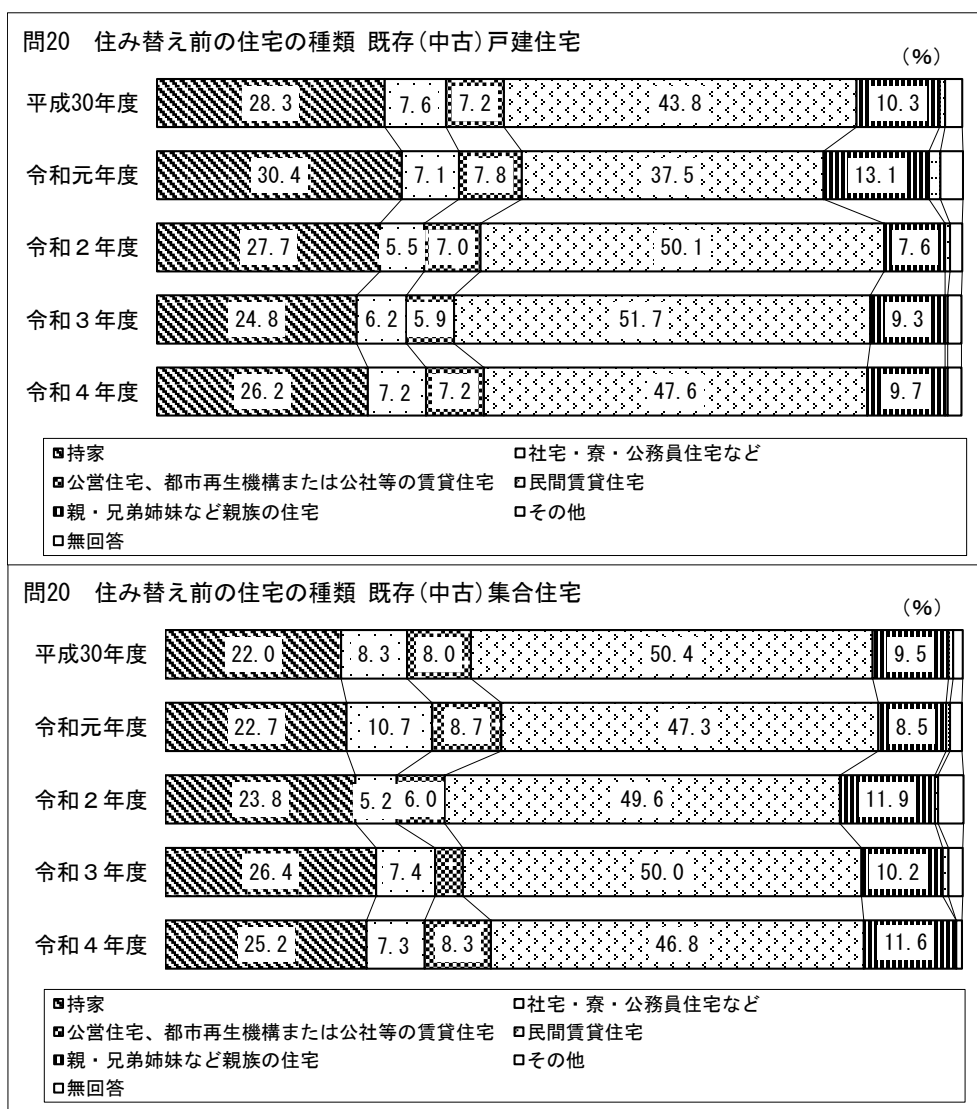 問20　住み替え前の住宅の種類 既存(中古)戸建住宅
(%)
平成30年度 28.3 7.6 7.2 43.8 10.3
令和元年度 30.4 7.1 7.8 37.5 13.1
令和２年度 27.7 5.5 7.0 50.1 7.6
令和３年度 24.8 6.2 5.9 51.7 9.3
令和４年度 26.2 7.2 7.2 47.6 9.7
持家 社宅・寮・公務員住宅など
公営住宅、都市再生機構または公社等の賃貸住宅 民間賃貸住宅
親・兄弟姉妹など親族の住宅 その他
無回答
問20　住み替え前の住宅の種類 既存(中古)集合住宅
(%)
平成30年度 22.0 8.3 8.0 50.4 9.5
令和元年度 22.7 10.7 8.7 47.3 8.5
令和２年度 23.8 5.2 6.0 49.6 11.9
令和３年度 26.4 7.4 50.0 10.2
令和４年度 25.2 7.3 8.3 46.8 11.6
持家 社宅・寮・公務員住宅など
公営住宅、都市再生機構または公社等の賃貸住宅 民間賃貸住宅
親・兄弟姉妹など親族の住宅 その他
無回答